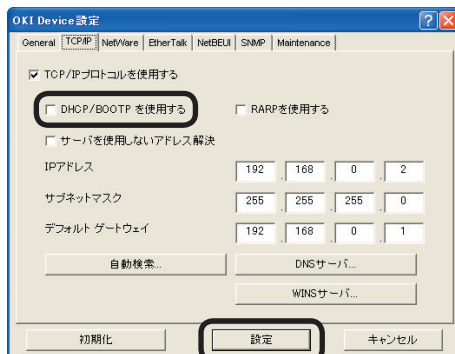 OKI Device設定
General TCP/IP NetWare EtherTalk NetBEUI SNMP Maintenance
TCP/IPプロトコルを使用する
DHCP/BOOTP を使用する RARPを使用する
サーバを使用しないアドレス解決
IPアドレス 192 . 168 . 0 . 2
サブネットマスク 255 . 255 . 255 . 0
デフォルト ゲートウェイ 192 . 168 . 0 . 1
自動検索... DNSサーバ...
WINSサーバ...
初期化 設定 キャンセル